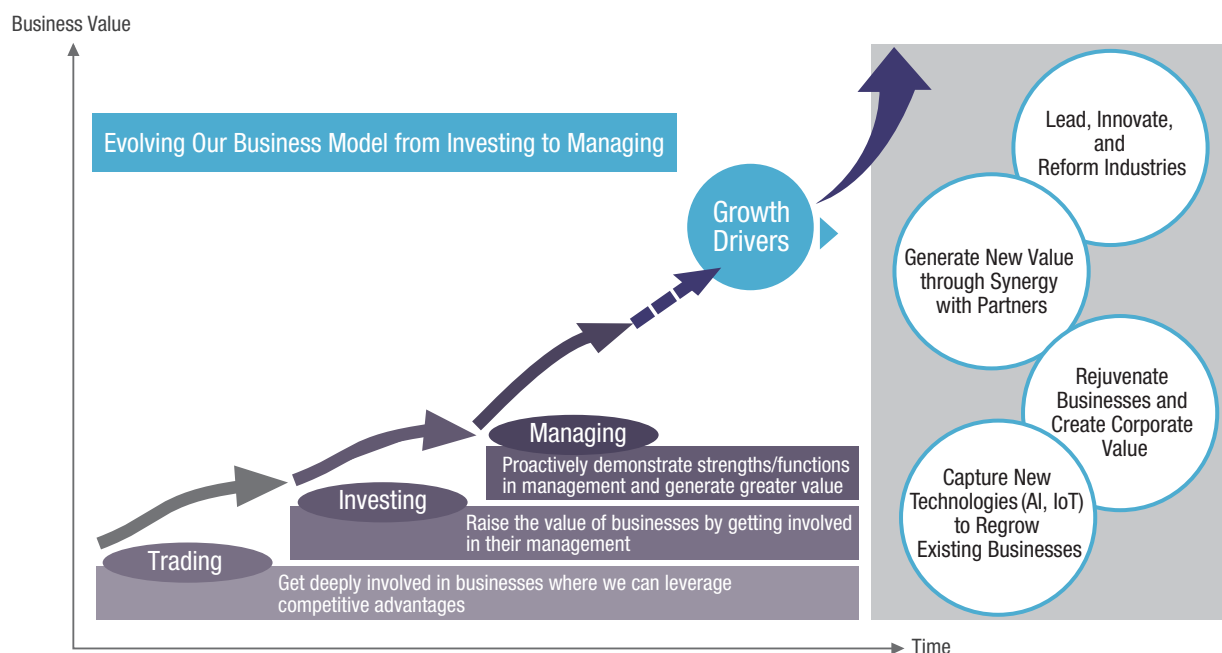 Business Value
Evolving Our Business Model from Investing to Managing
Growth
Drivers
Managing
Proactively demonstrate strengths/functions
in management and generate greater value
Investing
Raise the value of businesses by getting involved
in their management
Trading
Get deeply involved in businesses where we can leverage
competitive advantages
Time
Lead, Innovate,
and
Reform Industries
Generate New Value
through Synergy
with Partners
Rejuvenate
Businesses and
Create Corporate
Value
Capture New
Technologies (AI, IoT)
to Regrow
Existing Businesses